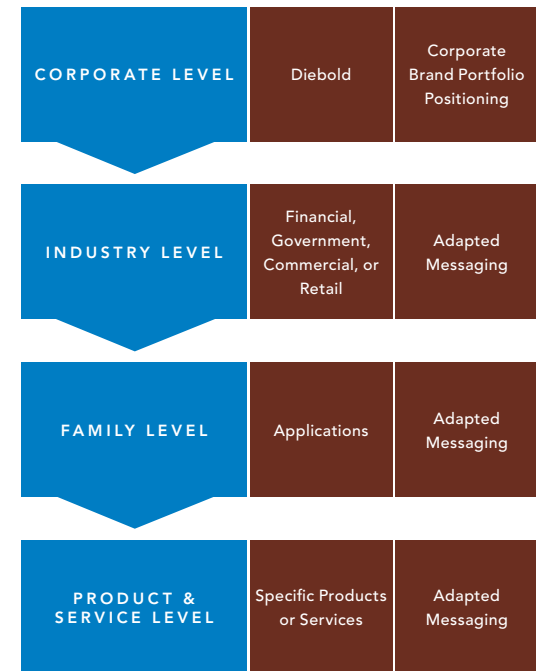 CORPORATE LEVEL
Diebold
Corporate
Brand Portfolio
Positioning
INDUSTRY LEVEL
Financial,
Government,
Commercial, or
Retail
Adapted
Messaging
FAMILY LEVEL
Applications
Adapted
Messaging
PRODUCT &
SERVICE LEVEL
Specific Products
or Services
Adapted
Messaging